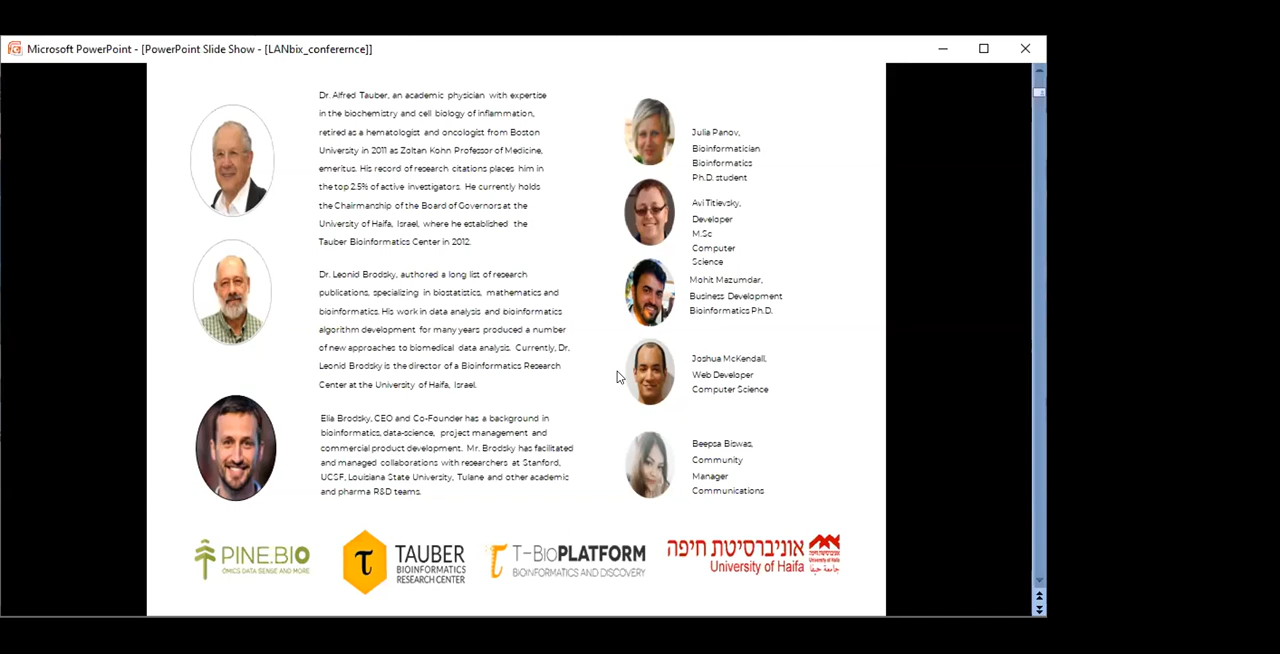 Microsoft PowerPoint - [PowerPoint Slide Show - [LANbix_conferernce]]
Dr. Alfred Tauber, an academic physician with expertise
in the biochemistry and cell biology of inflammation,
retired as a hematologist and oncologist from Boston
University in 2011 as Zoltan Kohn Professor of Medicine,
emeritus. His record of research citations places him in
the top 2.5% of active investigators. He currently holds
the Chairmanship of the Board of Governors at the
University of Haifa, Israel, where he established the
Tauber Bioinformatics Center in 2012.
Dr. Leonid Brodsky, authored a long list of research
publications, specializing in biostatistics, mathematics and
bioinformatics. His work in data analysis and bioinformatics
algorithm development for many years produced a number
of new approaches to biomedical data analysis. Currently, Dr.
Leonid Brodsky is the director of a Bioinformatics Research
Center at the University of Haifa, Israel.
Elia Brodsky, CEO and Co-Founder has a background in
bioinformatics, data-science, project management and
commercial product development. Mr. Brodsky has facilitated
and managed collaborations with researchers at Stanford,
UCSF, Louisiana State University, Tulane and other academic
and pharma R&D teams.
Julia Panov,
Bioinformatician
Bioinformatics
Ph.D. student
Avi Titievsky,
Developer
M.Sc
Computer
Science
Mohit Mazumdar,
Business Development
Bioinformatics Ph.D.
Joshua McKendall,
Web Developer
Computer Science
Beepsa Biswas,
Community
Manager
Communications
PINE.BIO
OMICS DATA SENSE AND MORE
τ
TAUBER
BIOINFORMATICS
RESEARCH CENTER
T-BIOPLATFORM
BIOINFORMATICS AND DISCOVERY
אוניברסיטת חיפה
University of Haifa
جامعة حيفا